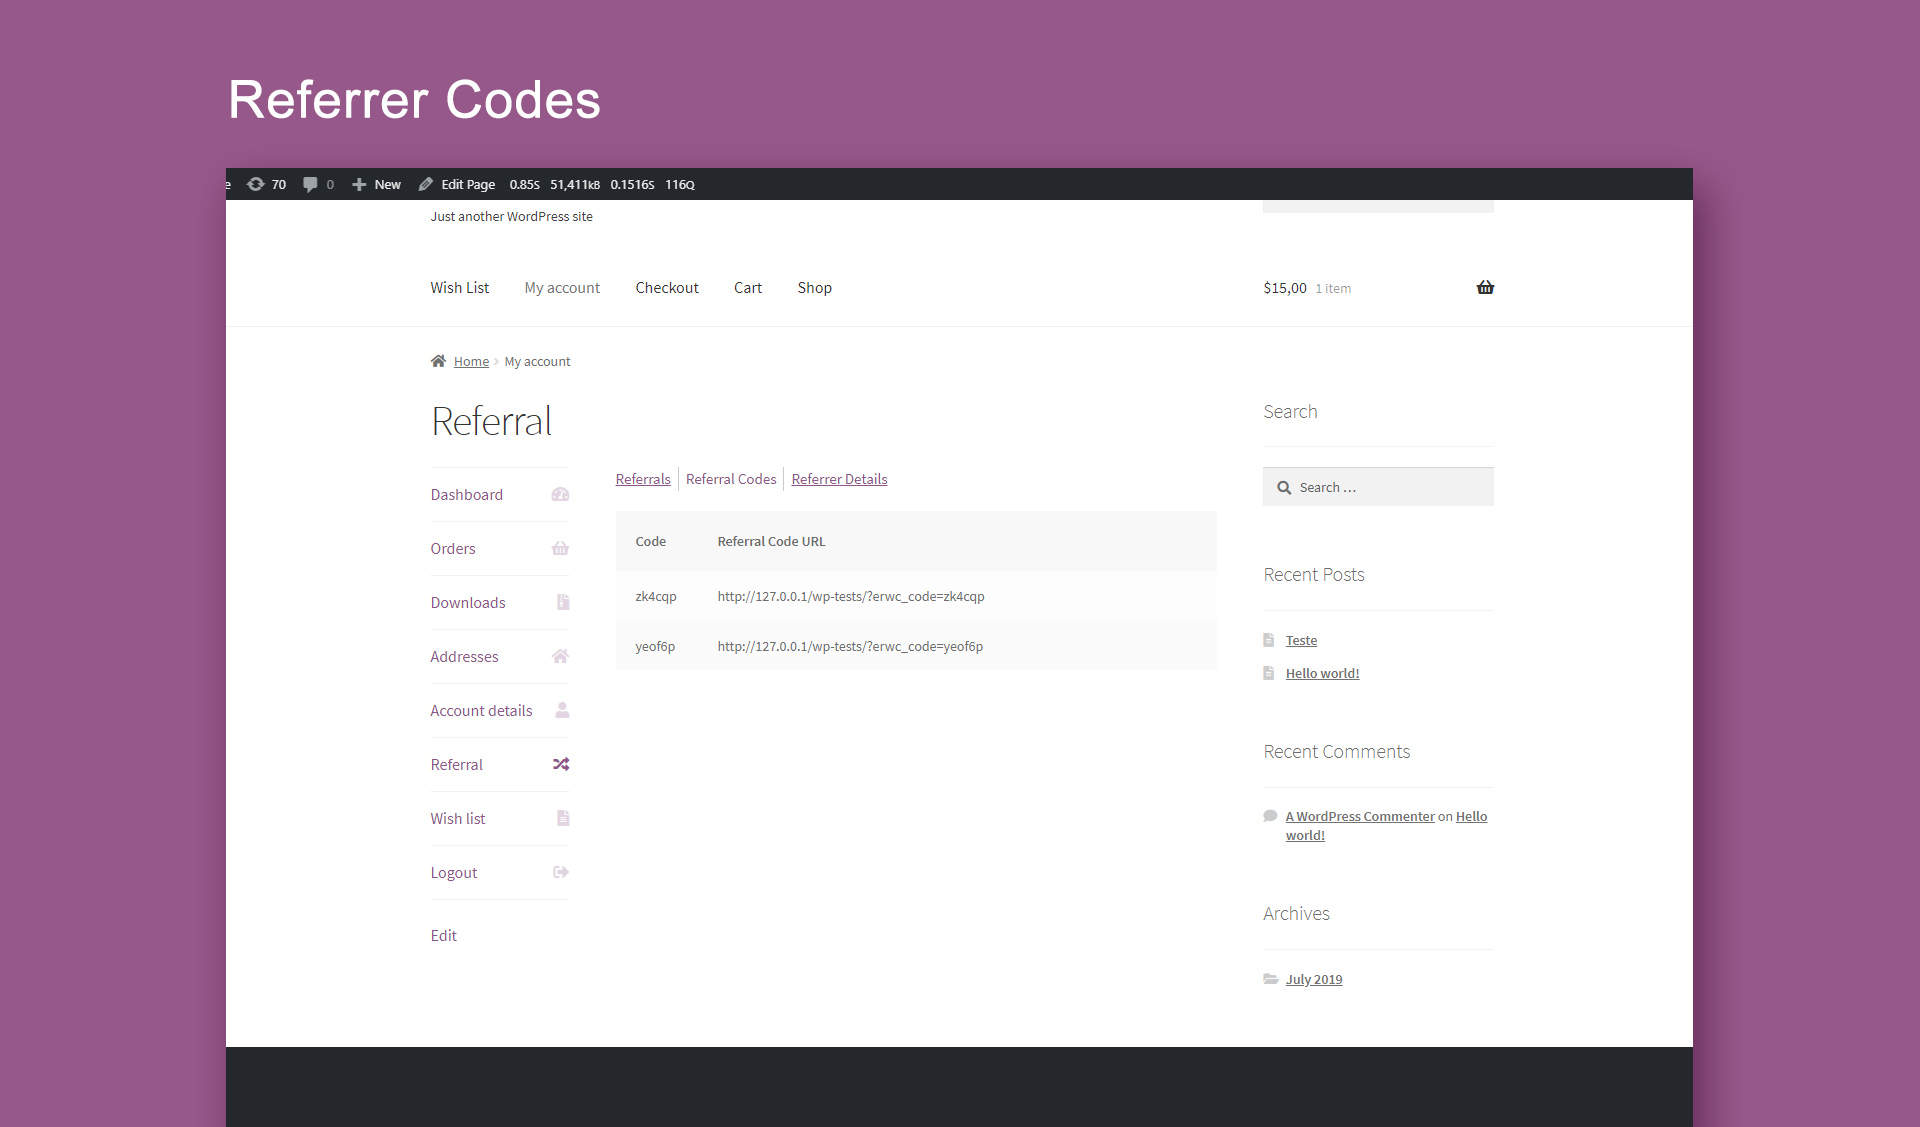 Referrer Codes
e 70 0 New Edit Page 0.85S 51,411KB 0.1516S 116Q
Just another WordPress site
Wish List My account Checkout Cart Shop $15,00 1 item
Home My account
Referral
Dashboard
Orders
Downloads
Addresses
Account details
Referral
Wish list
Logout
Edit
Referrals Referral Codes Referrer Details
Code Referral Code URL
zk4cqp http://127.0.0.1/wp-tests/?erwc_code=zk4cqp
yeof6p http://127.0.0.1/wp-tests/?erwc_code=yeof6p
Search
Search …
Recent Posts
Teste
Hello world!
Recent Comments
A WordPress Commenter on Hello
world!
Archives
July 2019